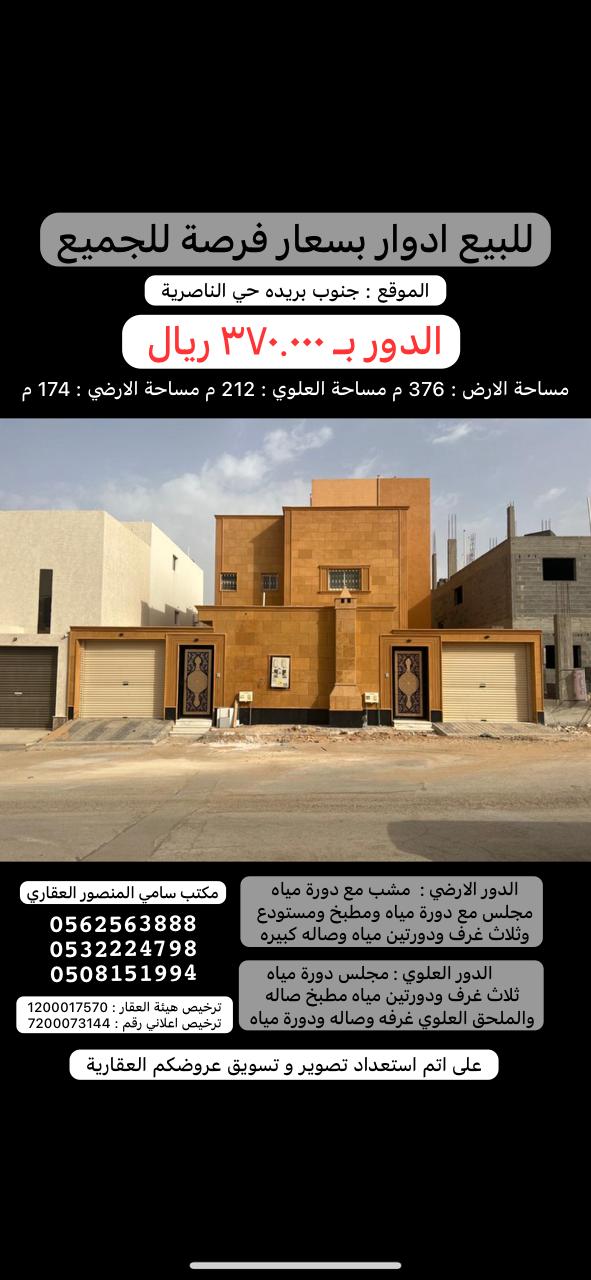 للبيع ادوار بسعار فرصة للجميع
الموقع : جنوب بريده حي الناصرية
الدور بـ ٣٧٠.٠٠٠ ريال
مساحة الارض : 376 م مساحة العلوي : 212 م مساحة الارضي : 174 م
الدور الارضي : مشب مع دورة مياه
مجلس مع دورة مياه ومطبخ ومستودع
وثلاث غرف ودورتين مياه وصاله كبيره
الدور العلوي : مجلس دورة مياه
ثلاث غرف ودورتين مياه مطبخ صاله
والملحق العلوي غرفه وصاله ودورة مياه
مكتب سامي المنصور العقاري
0562563888
0532224798
0508151994
ترخيص هيئة العقار : 1200017570
ترخيص اعلاني رقم : 7200073144
على اتم استعداد تصوير و تسويق عروضكم العقارية